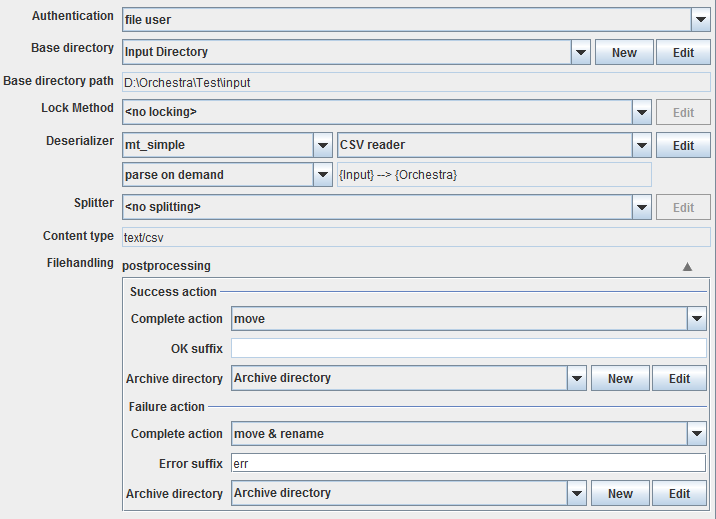 Authentication file user
Base directory Input Directory New Edit
Base directory path D:\Orchestra\Test\input
Lock Method <no locking> Edit
Deserializer mt_simple CSV reader Edit
parse on demand {Input} --> {Orchestra}
Splitter <no splitting> Edit
Content type text/csv
Filehandling postprocessing
Success action
Complete action move
OK suffix
Archive directory Archive directory New Edit
Failure action
Complete action move & rename
Error suffix err
Archive directory Archive directory New Edit